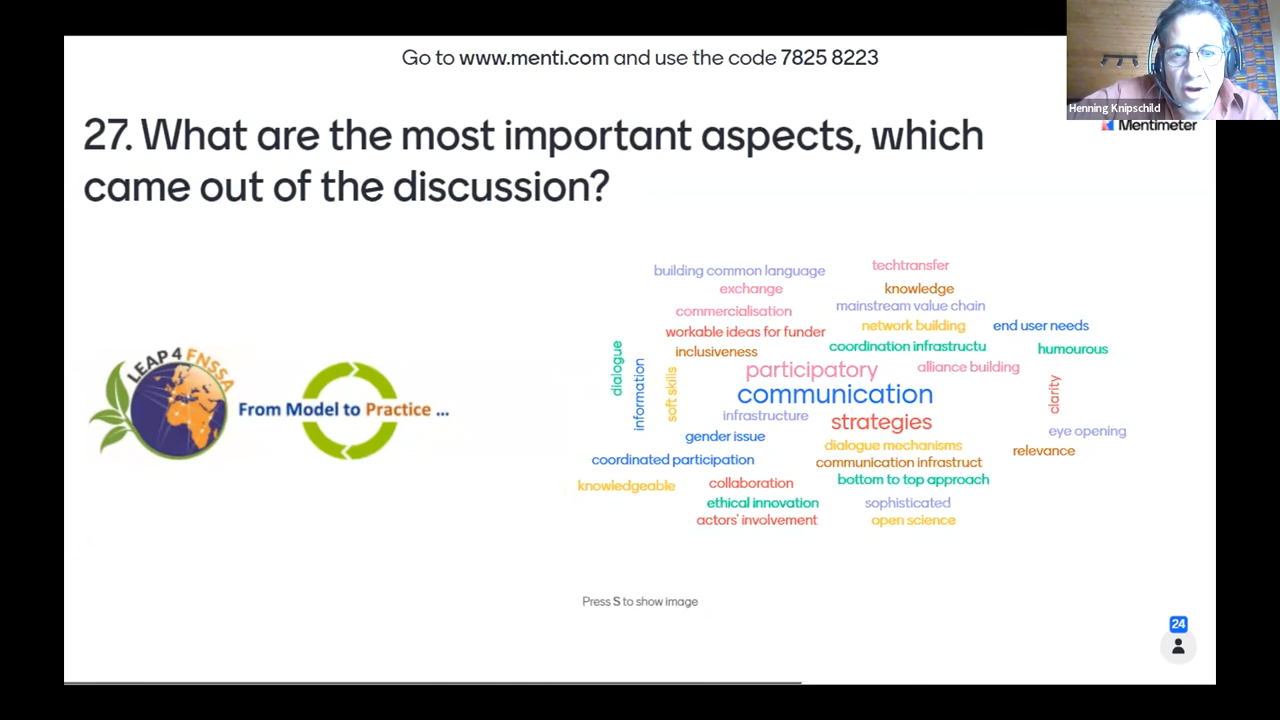 Go to www.menti.com and use the code 7825 8223
Henning Knipschild
Mentimeter
27. What are the most important aspects, which
came out of the discussion?
LEAP 4 FNSSA
From Model to Practice ...
building common language
techtransfer
exchange
knowledge
commercialisation
mainstream value chain
workable ideas for funder
network building
end user needs
inclusiveness
coordination infrastructu
humourous
dialogue
information
soft skills
participatory
alliance building
communication
clarity
infrastructure
strategies
gender issue
dialogue mechanisms
eye opening
coordinated participation
communication infrastruct
relevance
knowledgeable
collaboration
bottom to top approach
ethical innovation
sophisticated
actors' involvement
open science
Press S to show image
24